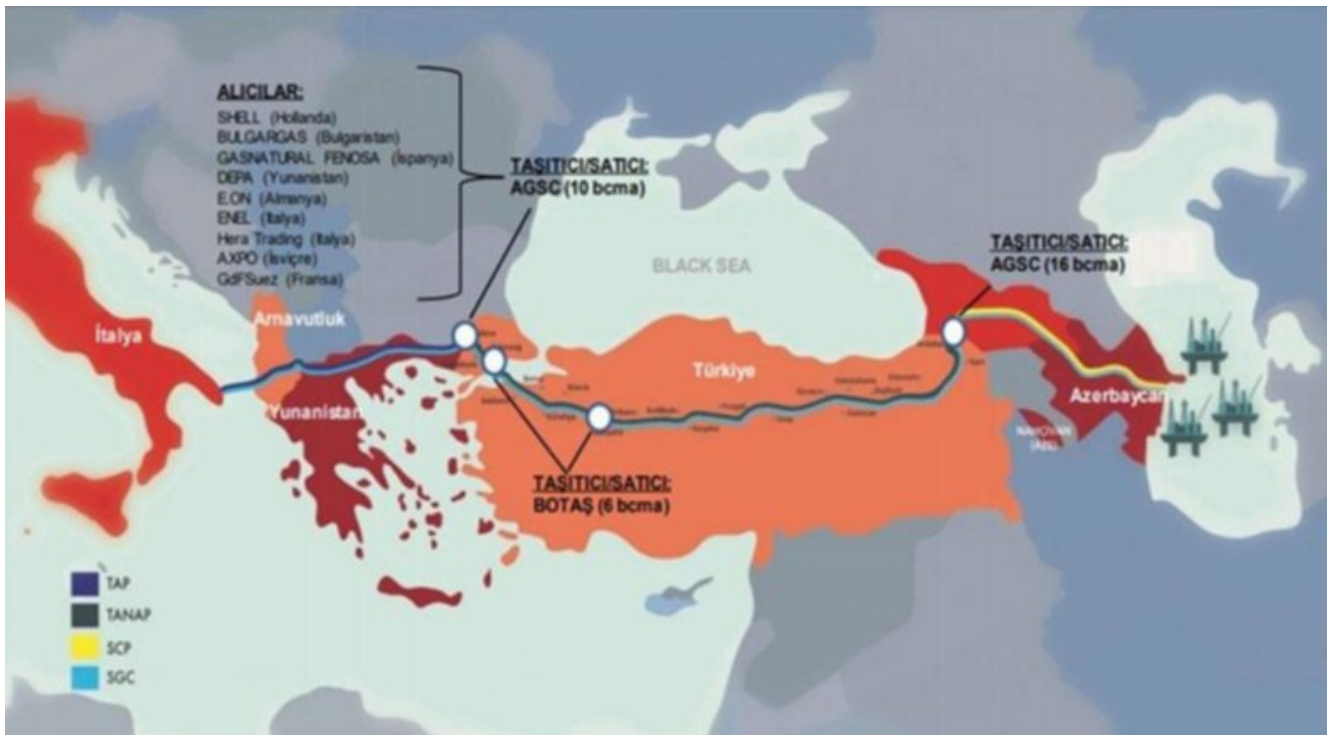 ALICILAR:
SHELL (Hollanda)
BULGARGAS (Bulgaristan)
GASNATURAL FENOSA (İspanya)
DEPA (Yunanistan)
E.ON (Almanya)
ENEL (İtalya)
Hera Trading (İtalya)
AXPO (İsviçre)
GdFSuez (Fransa)
TAŞITICI/SATICI:
AGSC (10 bcma)
TAŞITICI/SATICI:
AGSC (16 bcma)
BLACK SEA
Arnavutluk
İtalya
Türkiye
Yunanistan
Azerbaycan
TAŞITICI/SATICI:
BOTAŞ (6 bcma)
TAP
TANAP
SCP
SGC